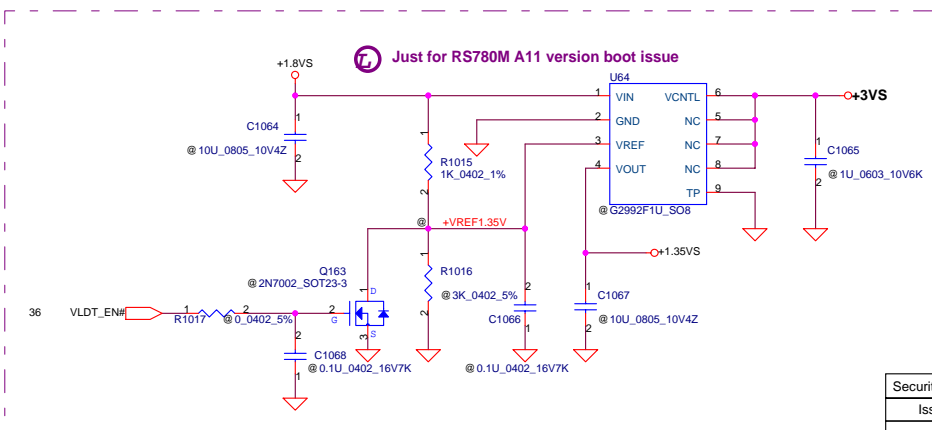 L Just for RS780M A11 version boot issue
+1.8VS
U64
1 VIN VCNTL 6 +3VS
2 GND NC 5
3 VREF NC 7
4 VOUT NC 8
TP 9
@G2992F1U_SO8
C1064
1
@10U_0805_10V4Z
2
1
R1015
1K_0402_1%
2
C1065
1
@1U_0603_10V6K
2
@ +VREF1.35V
+1.35VS
Q163
@2N7002_SOT23-3
1 D
2 G
3 S
1
R1016
@3K_0402_5%
2
2
C1066
1
@0.1U_0402_16V7K
1
C1067
@10U_0805_10V4Z
2
36 VLDT_EN# 1 2
R1017 @0_0402_5%
2
C1068
@0.1U_0402_16V7K
1
Securit
Iss